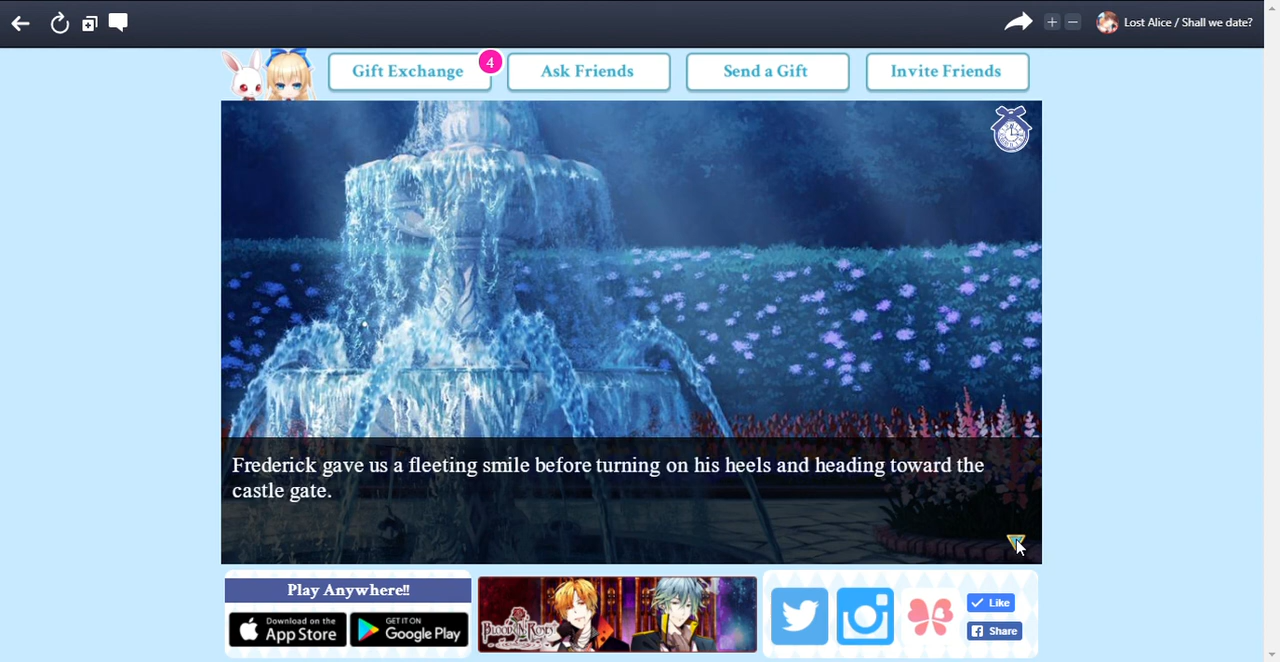 Lost Alice / Shall we date?
Gift Exchange
4
Ask Friends
Send a Gift
Invite Friends
Frederick gave us a fleeting smile before turning on his heels and heading toward the
castle gate.
Play Anywhere!!
Download on the
App Store
GET IT ON
Google Play
Like
Share